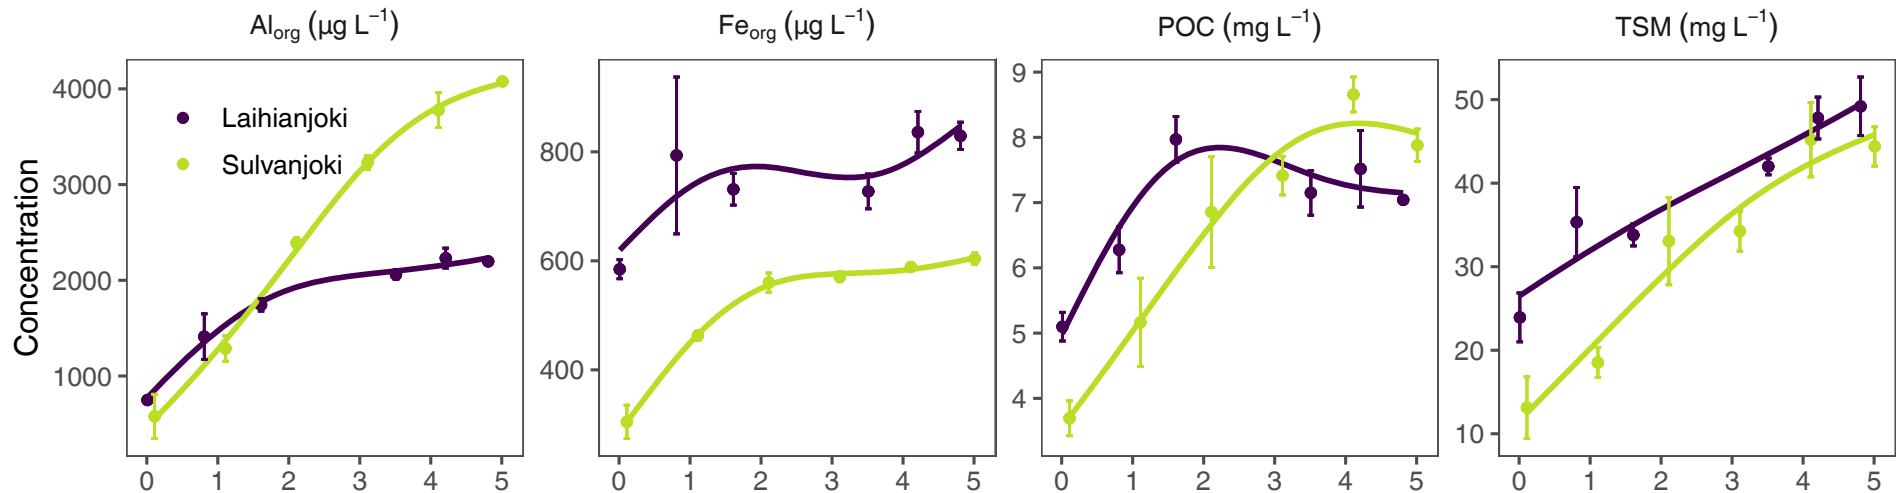 Al_org (µg L⁻¹)
Fe_org (µg L⁻¹)
POC (mg L⁻¹)
TSM (mg L⁻¹)
Concentration
4000
3000
2000
1000
Laihianjoki
Sulvanjoki
0 1 2 3 4 5
800
600
400
0 1 2 3 4 5
9
8
7
6
5
4
0 1 2 3 4 5
50
40
30
20
10
0 1 2 3 4 5